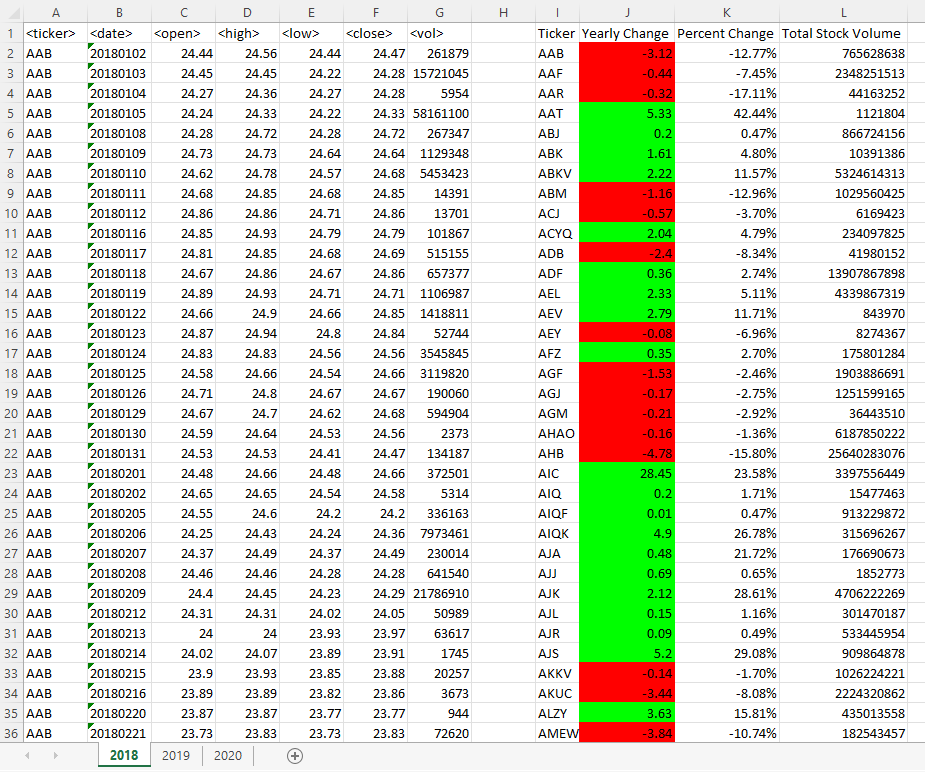 A B C D E F G H I J K L
1 <ticker> <date> <open> <high> <low> <close> <vol> Ticker Yearly Change Percent Change Total Stock Volume
2 AAB 20180102 24.44 24.56 24.44 24.47 261879 AAB -3.12 -12.77% 765628638
3 AAB 20180103 24.45 24.45 24.22 24.28 15721045 AAF -0.44 -7.45% 2348251513
4 AAB 20180104 24.27 24.36 24.27 24.28 5954 AAR -0.32 -17.11% 44163252
5 AAB 20180105 24.24 24.33 24.22 24.33 58161100 AAT 5.33 42.44% 1121804
6 AAB 20180108 24.28 24.72 24.28 24.72 267347 ABJ 0.2 0.47% 866724156
7 AAB 20180109 24.73 24.73 24.64 24.64 1129348 ABK 1.61 4.80% 10391386
8 AAB 20180110 24.62 24.78 24.57 24.68 5453423 ABKV 2.22 11.57% 5324614313
9 AAB 20180111 24.68 24.85 24.68 24.85 14391 ABM -1.16 -12.96% 1029560425
10 AAB 20180112 24.86 24.86 24.71 24.86 13701 ACJ -0.57 -3.70% 6169423
11 AAB 20180116 24.85 24.93 24.79 24.79 101867 ACYQ 2.04 4.79% 234097825
12 AAB 20180117 24.81 24.85 24.68 24.69 515155 ADB -2.4 -8.34% 41980152
13 AAB 20180118 24.67 24.86 24.67 24.86 657377 ADF 0.36 2.74% 13907867898
14 AAB 20180119 24.89 24.93 24.71 24.71 1106987 AEL 2.33 5.11% 4339867319
15 AAB 20180122 24.66 24.9 24.66 24.85 1418811 AEV 2.79 11.71% 843970
16 AAB 20180123 24.87 24.94 24.8 24.84 52744 AEY -0.08 -6.96% 8274367
17 AAB 20180124 24.83 24.83 24.56 24.56 3545845 AFZ 0.35 2.70% 175801284
18 AAB 20180125 24.58 24.66 24.54 24.66 3119820 AGF -1.53 -2.46% 1903886691
19 AAB 20180126 24.71 24.8 24.67 24.67 190060 AGJ -0.17 -2.75% 1251599165
20 AAB 20180129 24.67 24.7 24.62 24.68 594904 AGM -0.21 -2.92% 36443510
21 AAB 20180130 24.59 24.64 24.53 24.56 2373 AHAO -0.16 -1.36% 6187850222
22 AAB 20180131 24.53 24.53 24.41 24.47 134187 AHB -4.78 -15.80% 25640283076
23 AAB 20180201 24.48 24.66 24.48 24.66 372501 AIC 28.45 23.58% 3397556449
24 AAB 20180202 24.65 24.65 24.54 24.58 5314 AIQ 0.2 1.71% 15477463
25 AAB 20180205 24.55 24.6 24.2 24.2 336163 AIQF 0.01 0.47% 913229872
26 AAB 20180206 24.25 24.43 24.24 24.36 7973461 AIQK 4.9 26.78% 315696267
27 AAB 20180207 24.37 24.49 24.37 24.49 230014 AJA 0.48 21.72% 176690673
28 AAB 20180208 24.46 24.46 24.28 24.28 641540 AJJ 0.69 0.65% 1852773
29 AAB 20180209 24.4 24.45 24.23 24.29 21786910 AJK 2.12 28.61% 4706222269
30 AAB 20180212 24.31 24.31 24.02 24.05 50989 AJL 0.15 1.16% 301470187
31 AAB 20180213 24 24 23.93 23.97 63617 AJR 0.09 0.49% 533445954
32 AAB 20180214 24.02 24.07 23.89 23.91 1745 AJS 5.2 29.08% 909864878
33 AAB 20180215 23.9 23.93 23.85 23.88 20257 AKKV -0.14 -1.70% 1026224221
34 AAB 20180216 23.89 23.89 23.82 23.86 3673 AKUC -3.44 -8.08% 2224320862
35 AAB 20180220 23.87 23.87 23.77 23.77 944 ALZY 3.63 15.81% 435013558
36 AAB 20180221 23.73 23.83 23.73 23.83 72620 AMEW -3.84 -10.74% 182543457
2018 2019 2020